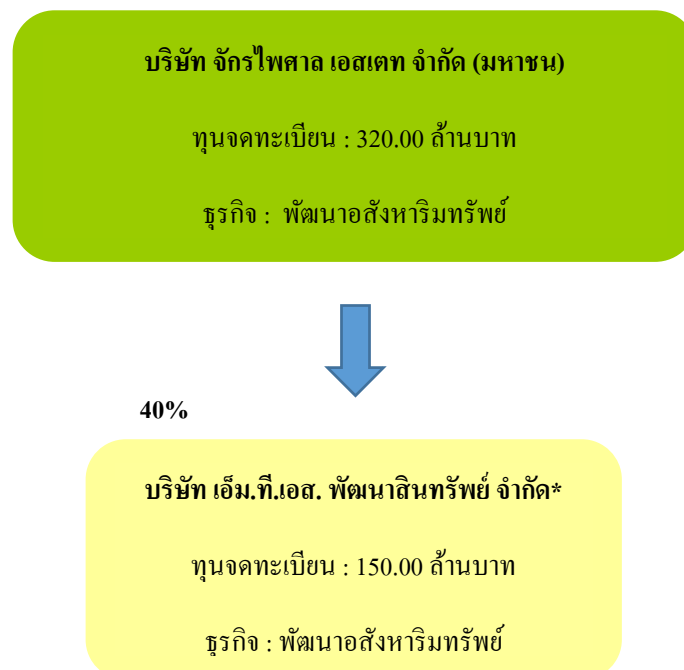 บริษัท จักรไพศาล เอสเตท จำกัด (มหาชน)
ทุนจดทะเบียน : 320.00 ล้านบาท
ธุรกิจ : พัฒนาอสังหาริมทรัพย์
40%
บริษัท เอ็ม.ที.เอส. พัฒนาสินทรัพย์ จำกัด*
ทุนจดทะเบียน : 150.00 ล้านบาท
ธุรกิจ : พัฒนาอสังหาริมทรัพย์